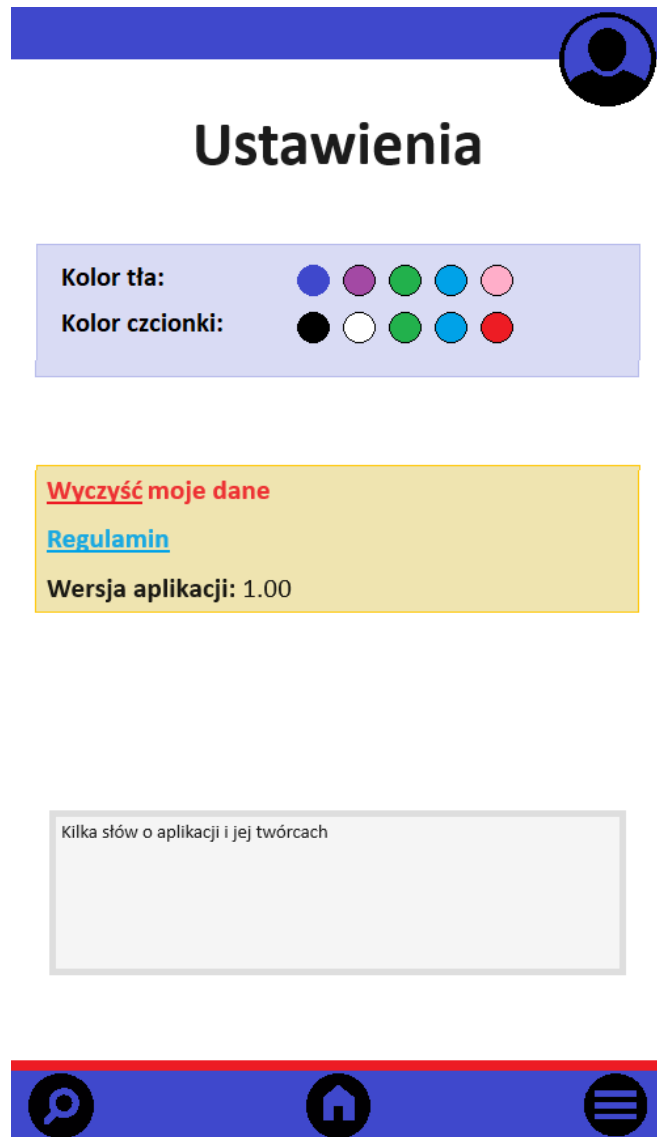 Ustawienia
Kolor tła:
Kolor czcionki:
Wyczyść moje dane
Regulamin
Wersja aplikacji: 1.00
Kilka słów o aplikacji i jej twórcach